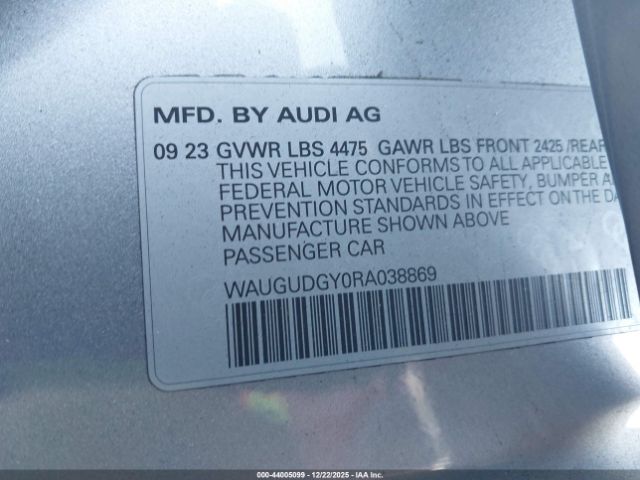 MFD. BY AUDI AG
09 23 GVWR LBS 4475 GAWR LBS FRONT 2425 /REAR
THIS VEHICLE CONFORMS TO ALL APPLICABLE
FEDERAL MOTOR VEHICLE SAFETY, BUMPER
PREVENTION STANDARDS IN EFFECT ON THE
MANUFACTURE SHOWN ABOVE
PASSENGER CAR
WAUGUDGY0RA038869
000-44005099 - 12/22/2025 - IAA Inc.